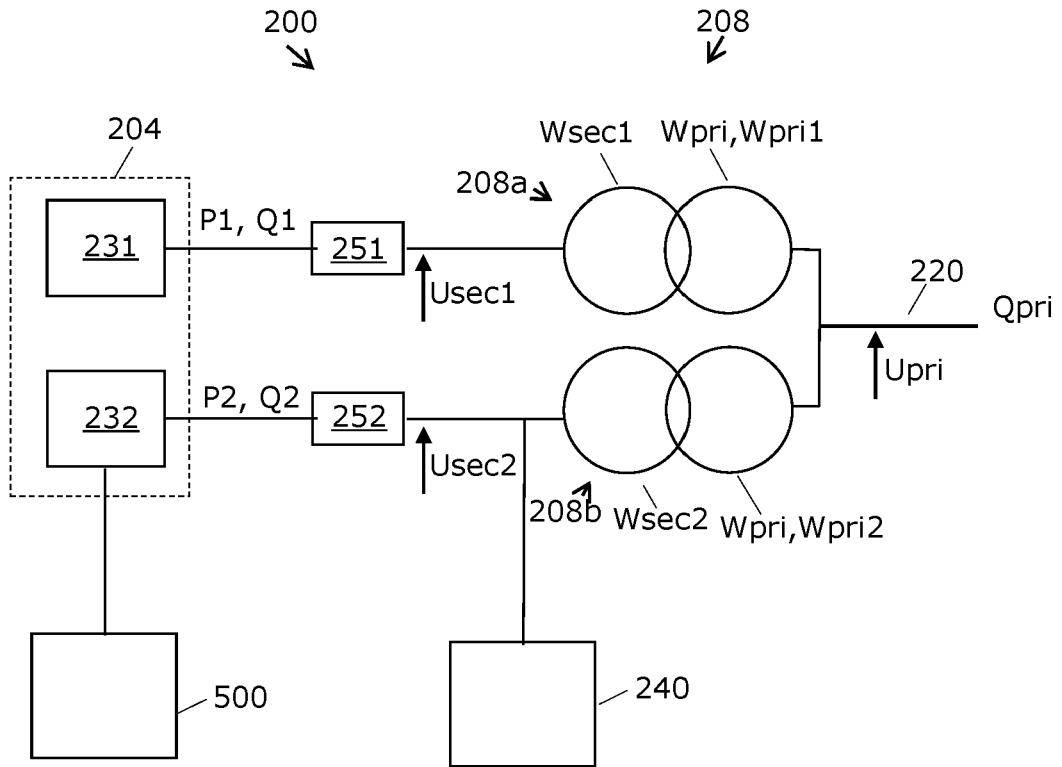 200
208
204
Wsec1
Wpri,Wpri1
208a
231
P1, Q1
251
Usec1
220
Qpri
Upri
232
P2, Q2
252
Usec2
208b
Wsec2
Wpri,Wpri2
500
240